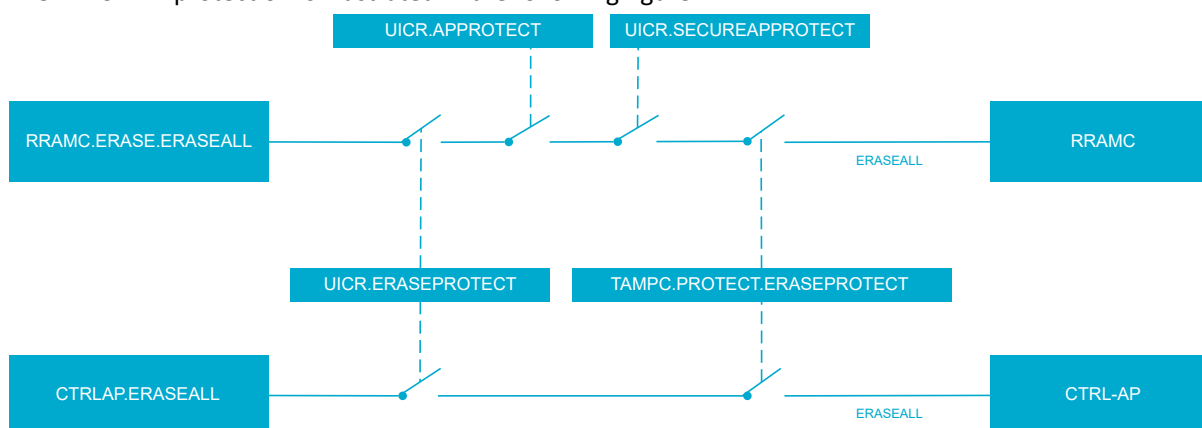 UICR.APPROTECT
UICR.SECUREAPPROTECT
RRAMC.ERASE.ERASEALL
RRAMC
ERASEALL
UICR.ERASEPROTECT
TAMPC.PROTECT.ERASEPROTECT
CTRLAP.ERASEALL
CTRL-AP
ERASEALL